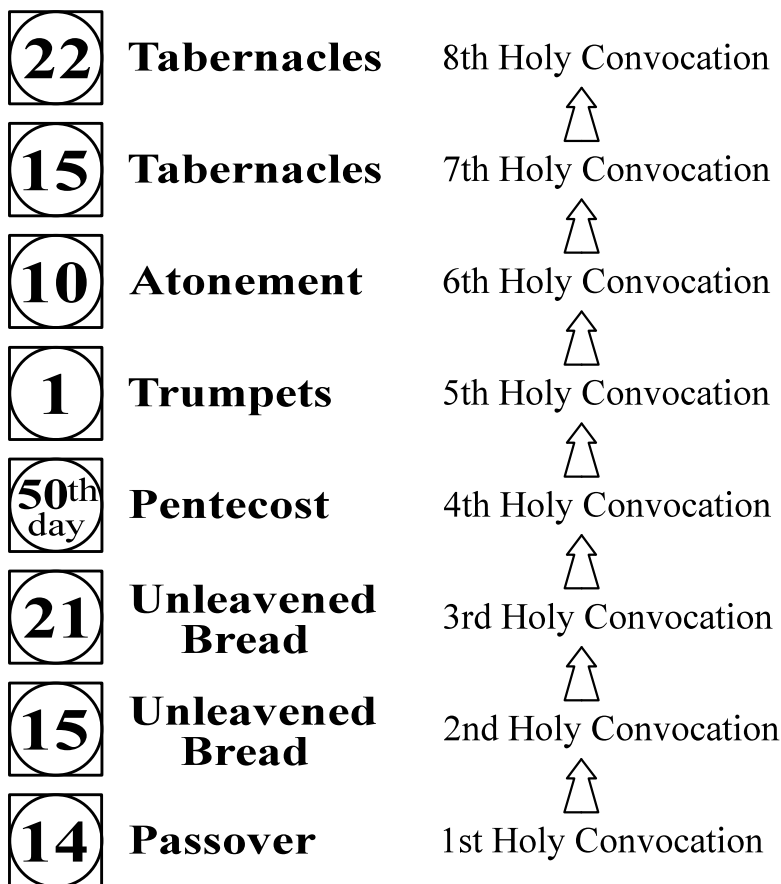 22 Tabernacles 8th Holy Convocation
15 Tabernacles 7th Holy Convocation
10 Atonement 6th Holy Convocation
1 Trumpets 5th Holy Convocation
50th
day Pentecost 4th Holy Convocation
21 Unleavened
Bread 3rd Holy Convocation
15 Unleavened
Bread 2nd Holy Convocation
14 Passover 1st Holy Convocation